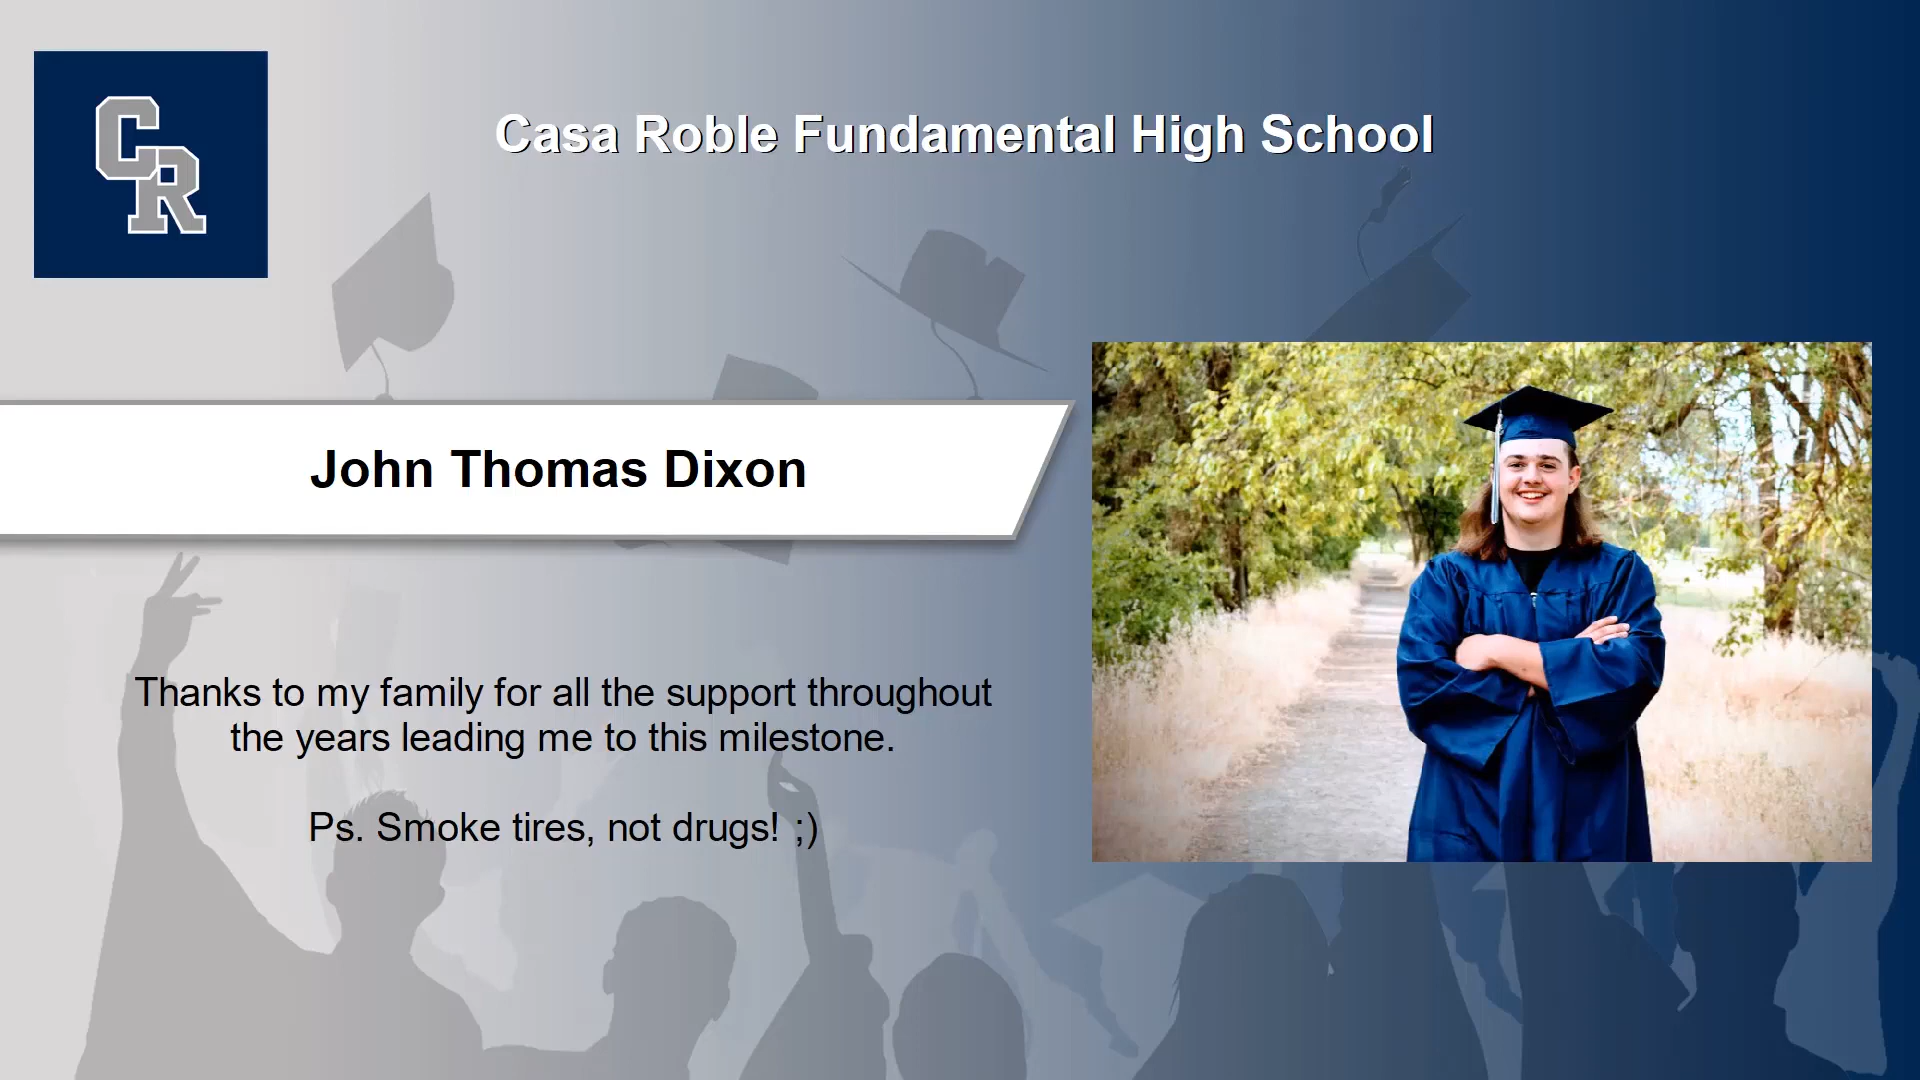 CR
Casa Roble Fundamental High School
John Thomas Dixon
Thanks to my family for all the support throughout
the years leading me to this milestone.
Ps. Smoke tires, not drugs! ;)